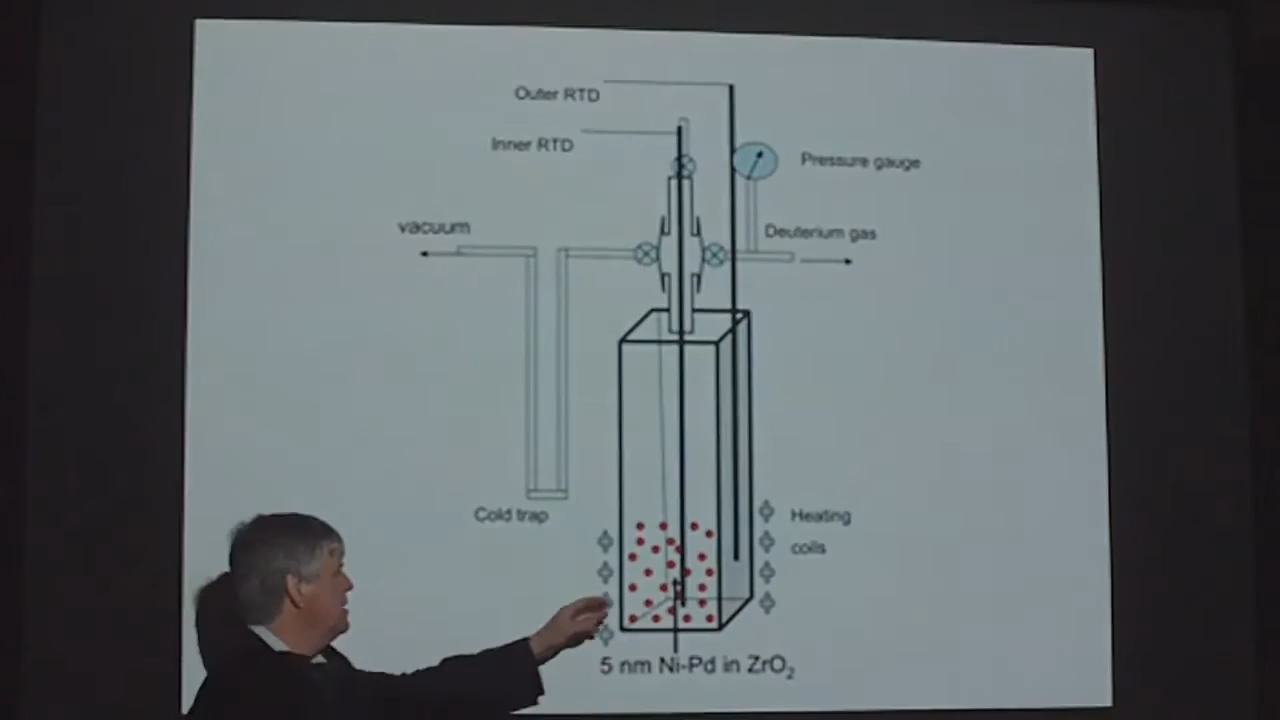 Outer RTD
Inner RTD
Pressure gauge
vacuum
Deuterium gas
Cold trap
Heating
coils
5 nm Ni-Pd in ZrO₂